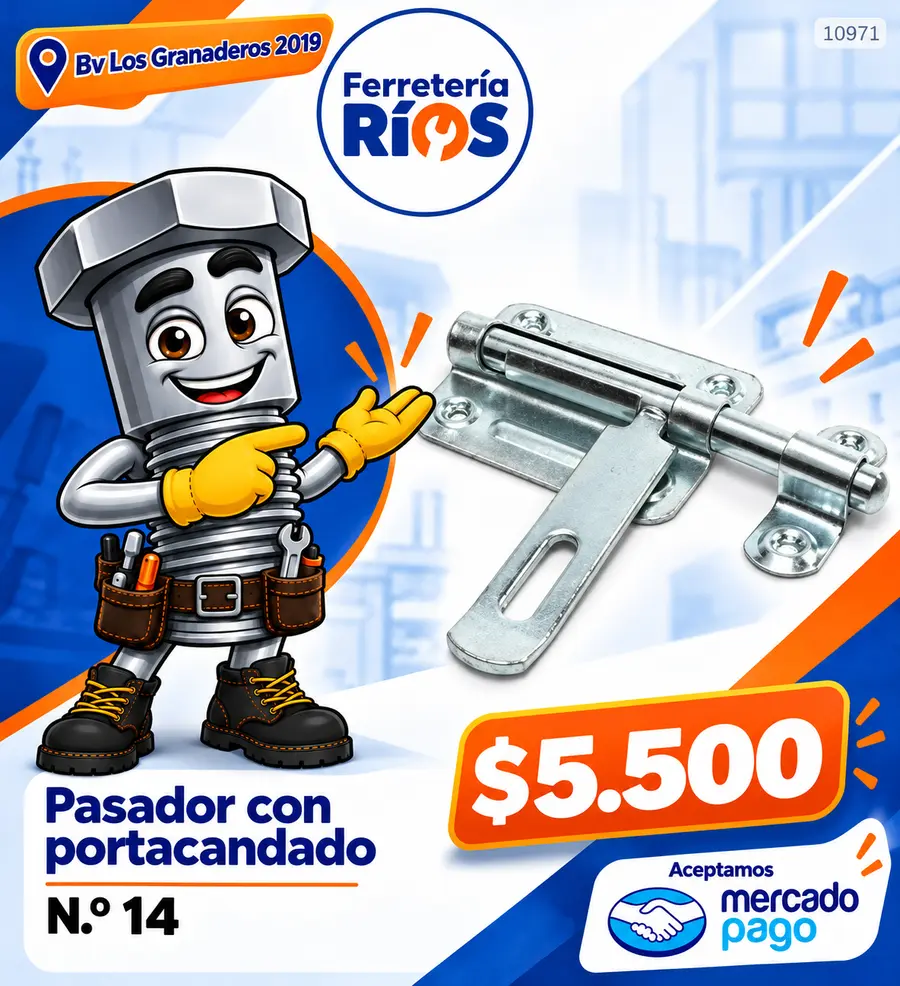 Bv Los Granaderos 2019
Ferretería
RÍOS
10971
$5.500
Pasador con
portacandado
N.º 14
Aceptamos
mercado
pago